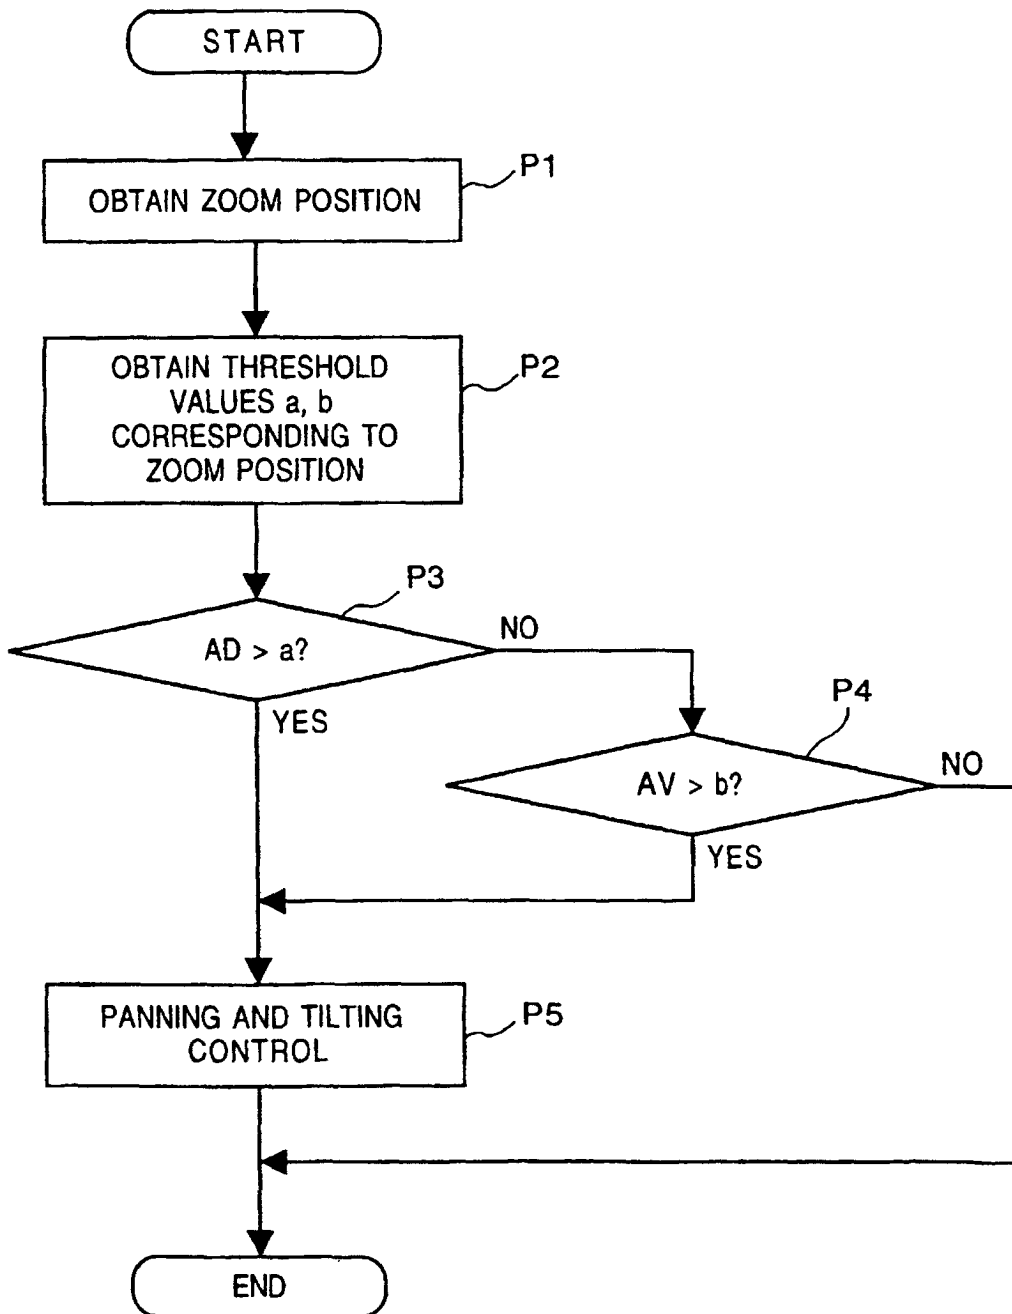 START
P1
OBTAIN ZOOM POSITION
P2
OBTAIN THRESHOLD
VALUES a, b
CORRESPONDING TO
ZOOM POSITION
P3
AD > a?
NO
YES
P4
AV > b?
NO
YES
PANNING AND TILTING
CONTROL
P5
END